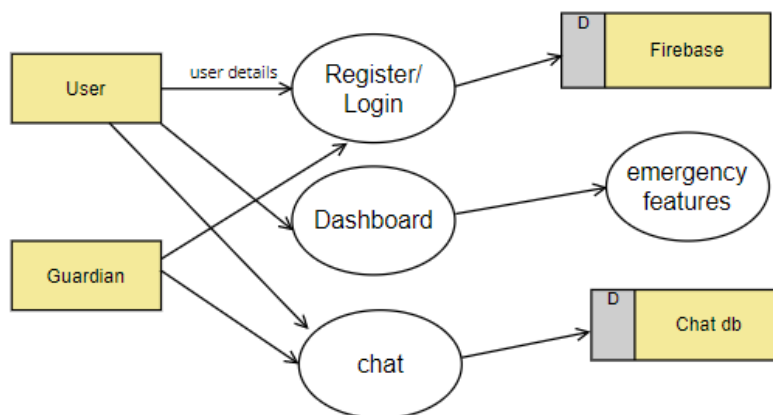 D
Firebase
User
user details
Register/
Login
emergency
features
Dashboard
Guardian
D
Chat db
chat